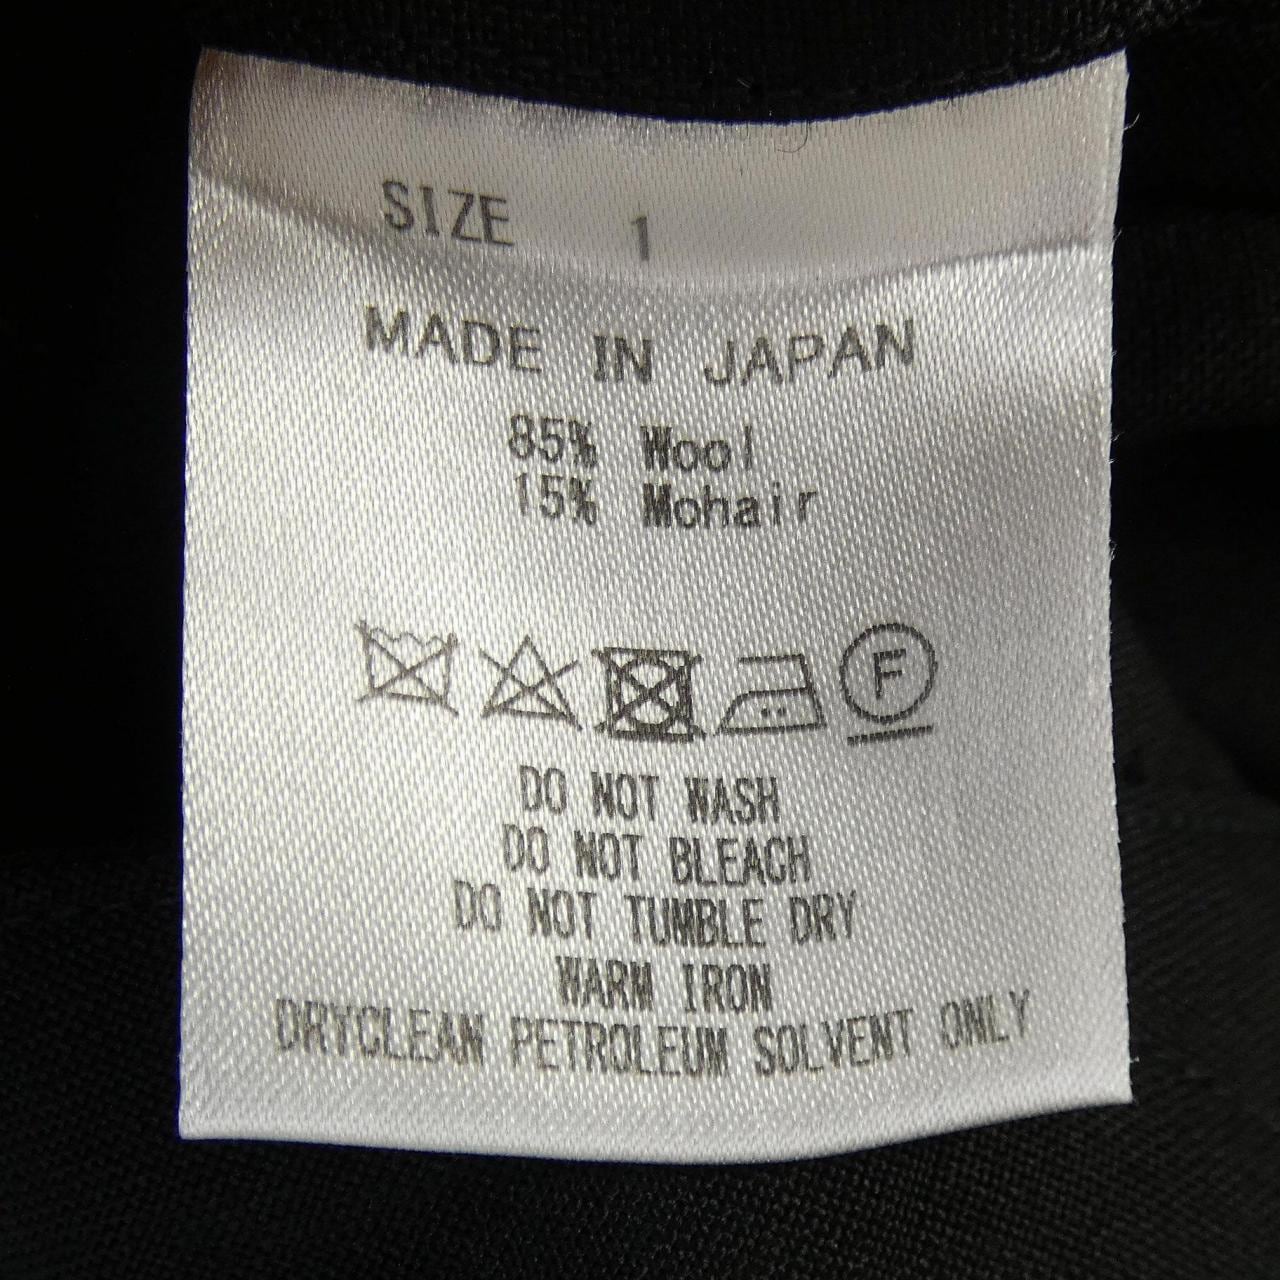 SIZE 1
MADE IN JAPAN
85% Wool
15% Mohair
F
DO NOT WASH
DO NOT BLEACH
DO NOT TUMBLE DRY
WARM IRON
DRYCLEAN PETROLEUM SOLVENT ONLY